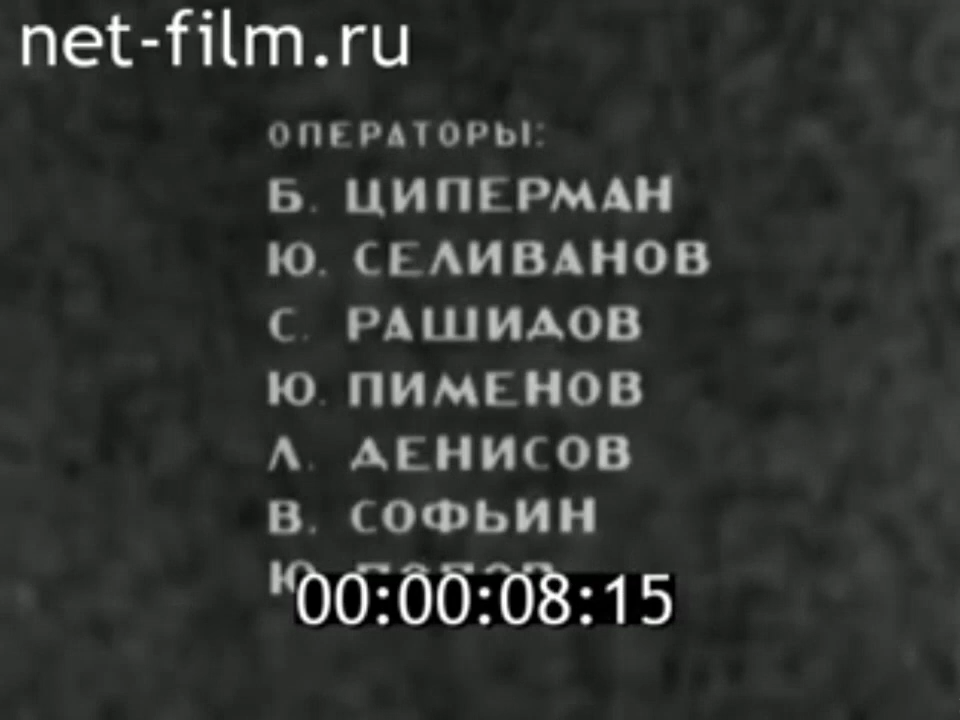 net-film.ru
ОПЕРАТОРЫ:
Б. ЦИПЕРМАН
Ю. СЕЛИВАНОВ
С. РАШИДОВ
Ю. ПИМЕНОВ
Л. ДЕНИСОВ
В. СОФЬИН
Ю.
00:00:08:15